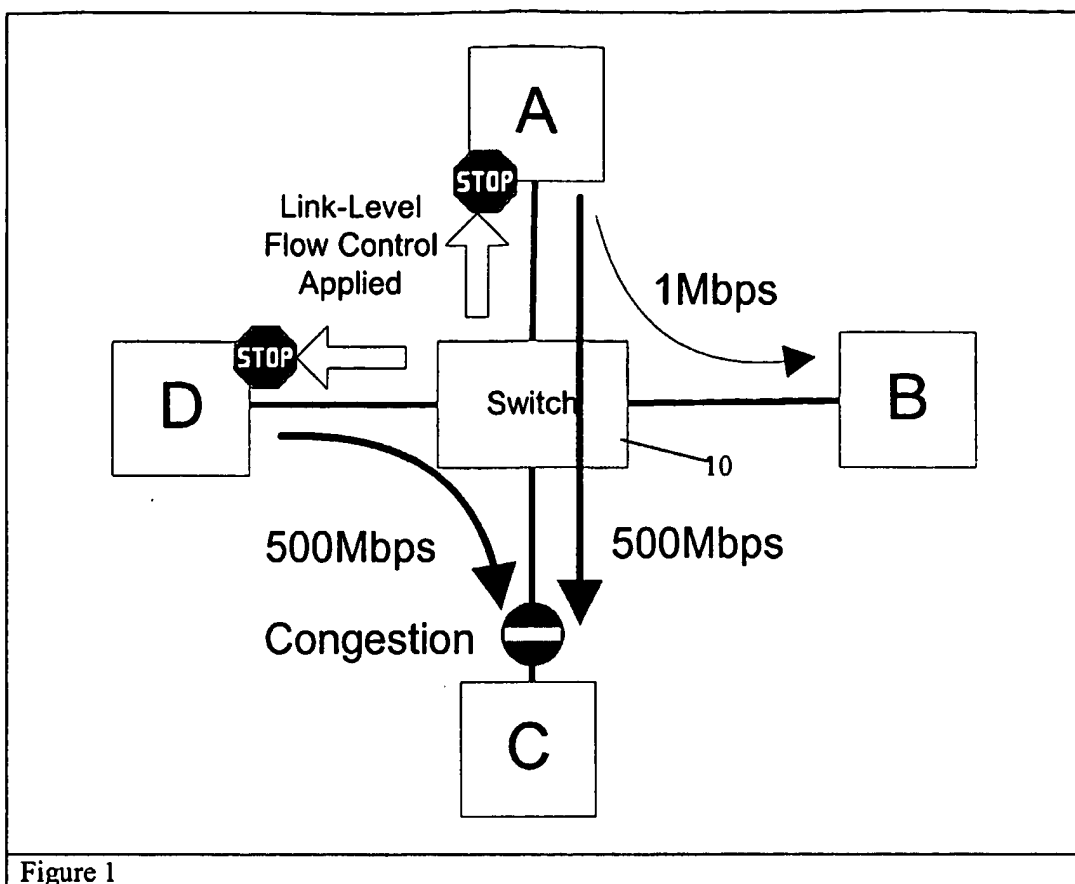 A
STOP
Link-Level
Flow Control
Applied
1Mbps
STOP
D
Switch
B
10
500Mbps
500Mbps
Congestion
C
Figure 1